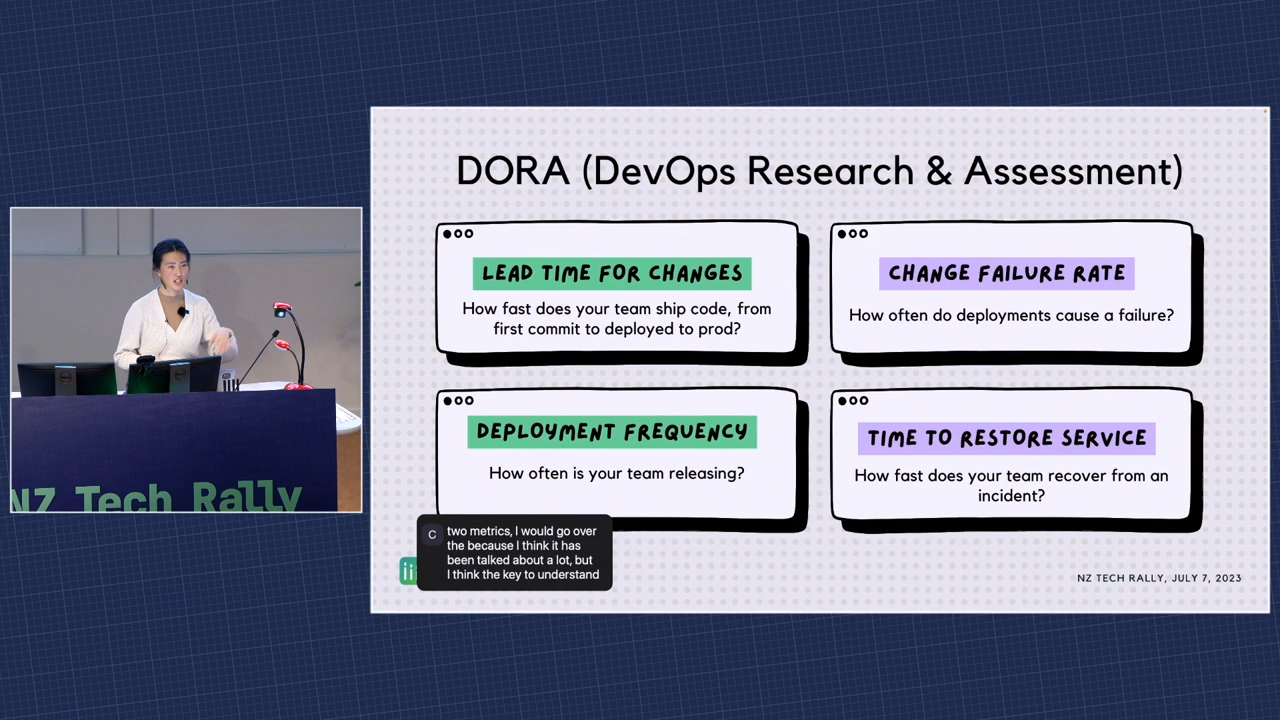 DORA (DevOps Research & Assessment)
LEAD TIME FOR CHANGES
How fast does your team ship code, from
first commit to deployed to prod?
CHANGE FAILURE RATE
How often do deployments cause a failure?
DEPLOYMENT FREQUENCY
How often is your team releasing?
TIME TO RESTORE SERVICE
How fast does your team recover from an
incident?
C
two metrics, I would go over
the because I think it has
been talked about a lot, but
I think the key to understand
NZ TECH RALLY, JULY 7, 2023
NZ Tech Rally